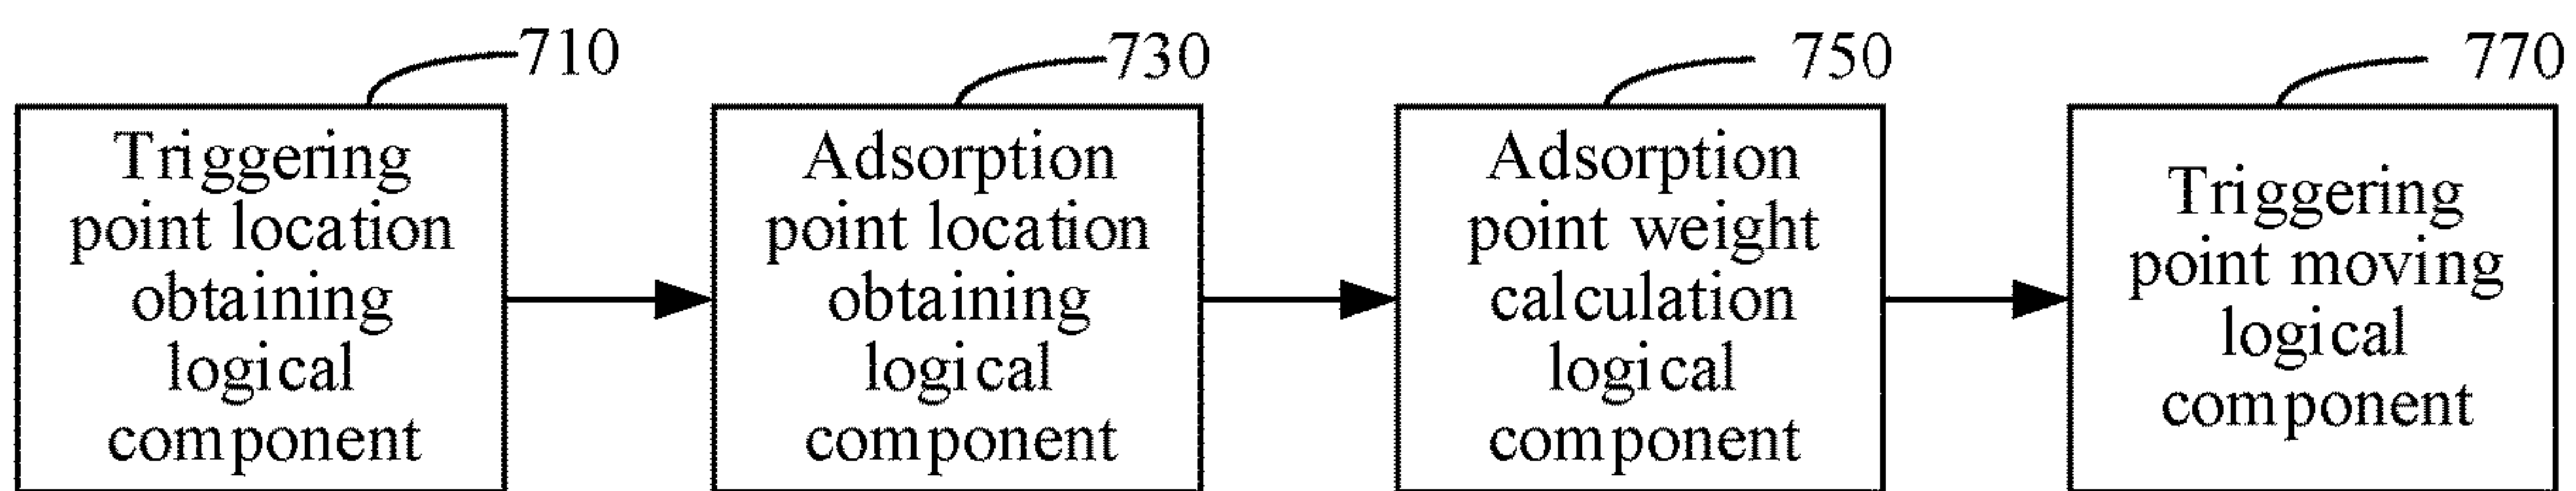 710
730
750
770
Triggering
point location
obtaining
logical
component
Adsorption
point location
obtaining
logical
component
Adsorption
point weight
calculation
logical
component
Triggering
point moving
logical
component